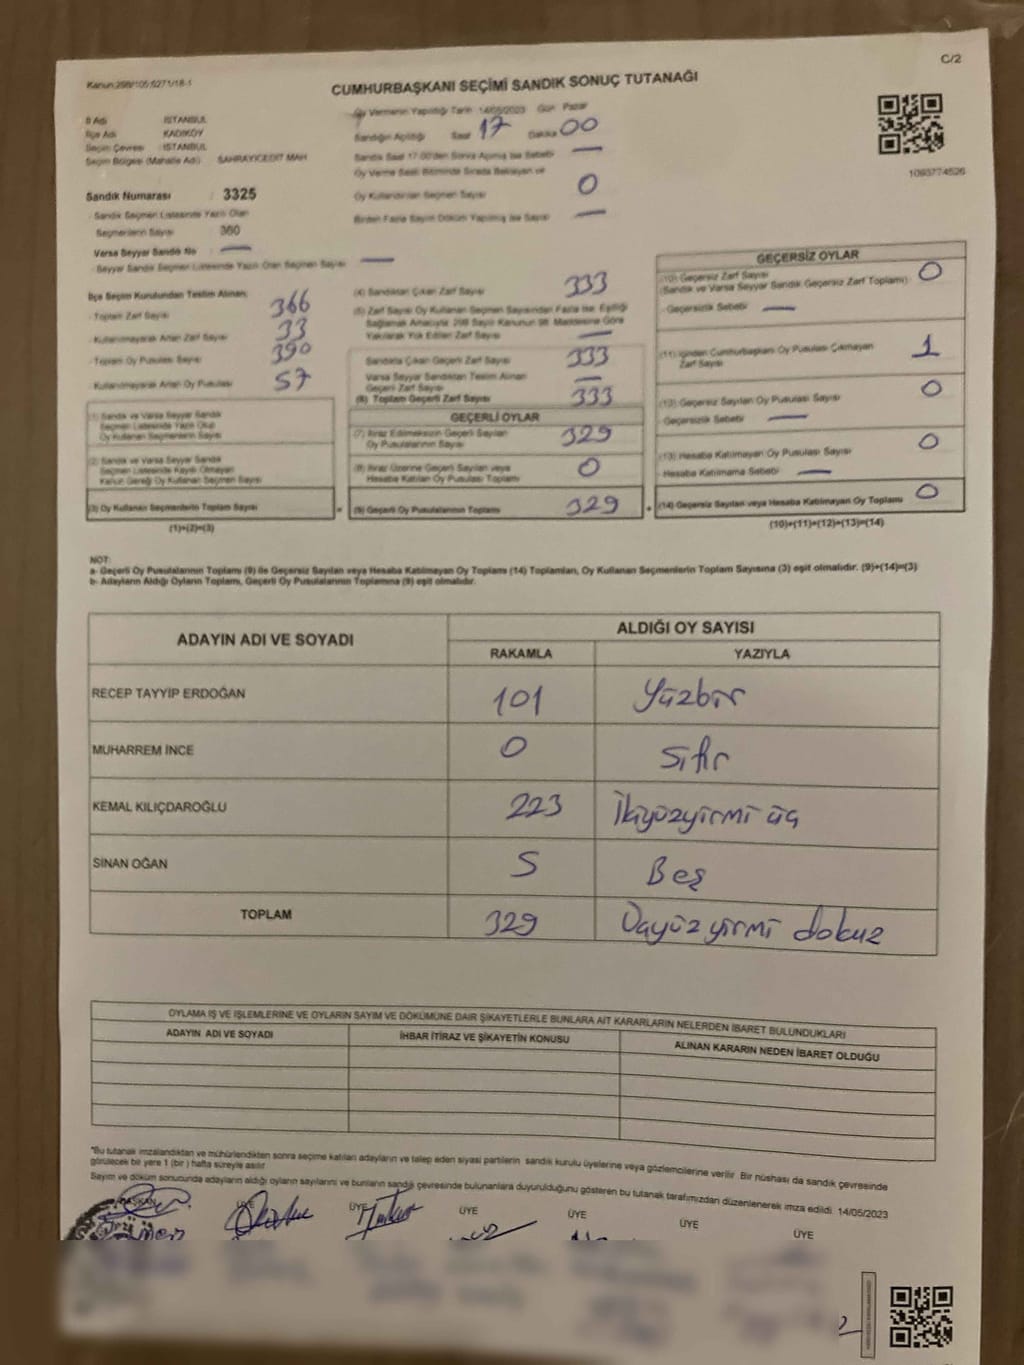 Kanun:298/105;6271/18-1
C/2
CUMHURBAŞKANI SEÇİMİ SANDIK SONUÇ TUTANAĞI
İl Adı : İSTANBUL
İlçe Adı : KADIKÖY
Seçim Çevresi : İSTANBUL
Seçim Bölgesi (Mahalle Adı) : SAHRAYICEDİT MAH
Oy Vermenin Yapıldığı Tarih 14/05/2023 Gün Pazar
Sandığın Açıldığı Saat 17 Dakika 00
Sandık Saat 17:00'den Sonra Açılmış İse Sebebi —
Oy Verme Saati Bitiminde Sırada Bekleyen ve
Oy Kullandırılan Seçmen Sayısı 0
Birden Fazla Sayım Döküm Yapılmış İse Sayısı —
1093774526
Sandık Numarası : 3325
Sandık Seçmen Listesinde Yazılı Olan
Seçmenlerin Sayısı : 360
Varsa Seyyar Sandık No : —
Seyyar Sandık Seçmen Listesinde Yazılı Olan Seçmen Sayısı —
İlçe Seçim Kurulundan Teslim Alınan;
Toplam Zarf Sayısı 366
Kullanılmayarak Artan Zarf Sayısı 33
Toplam Oy Pusulası Sayısı 390
Kullanılmayarak Artan Oy Pusulası 57
(1) Sandık ve Varsa Seyyar Sandık
Seçmen Listesinde Yazılı Olup
Oy Kullanan Seçmenlerin Sayısı
(2) Sandık ve Varsa Seyyar Sandık
Seçmen Listesinde Kayıtlı Olmayan
Kanun Gereği Oy Kullanan Seçmen Sayısı
(3) Oy Kullanan Seçmenlerin Toplam Sayısı
(1)+(2)=(3)
(4) Sandıktan Çıkan Zarf Sayısı 333
(5) Zarf Sayısı Oy Kullanan Seçmen Sayısından Fazla İse, Eşitliği
Sağlamak Amacıyla 298 Sayılı Kanunun 98. Maddesine Göre
Yakılarak Yok Edilen Zarf Sayısı —
Sandıkta Çıkan Geçerli Zarf Sayısı 333
Varsa Seyyar Sandıktan Teslim Alınan
Geçerli Zarf Sayısı —
(6) Toplam Geçerli Zarf Sayısı 333
GEÇERLİ OYLAR
(7) İtiraz Edilmeksizin Geçerli Sayılan
Oy Pusulalarının Sayısı 329
(8) İtiraz Üzerine Geçerli Sayılan veya
Hesaba Katılan Oy Pusulası Toplamı 0
= (9) Geçerli Oy Pusulalarının Toplamı 329 +
GEÇERSİZ OYLAR
(10) Geçersiz Zarf Sayısı 0
(Sandık ve Varsa Seyyar Sandık Geçersiz Zarf Toplamı)
Geçersizlik Sebebi —
(11) İçinden Cumhurbaşkanı Oy Pusulası Çıkmayan
Zarf Sayısı 1
(12) Geçersiz Sayılan Oy Pusulası Sayısı 0
Geçersizlik Sebebi —
(13) Hesaba Katılmayan Oy Pusulası Sayısı 0
Hesaba Katılmama Sebebi —
(14) Geçersiz Sayılan veya Hesaba Katılmayan Oy Toplamı 0
(10)+(11)+(12)+(13)=(14)
NOT:
a- Geçerli Oy Pusulalarının Toplamı (9) ile Geçersiz Sayılan veya Hesaba Katılmayan Oy Toplamı (14) Toplamları, Oy Kullanan Seçmenlerin Toplam Sayısına (3) eşit olmalıdır. (9)+(14)=(3)
b- Adayların Aldığı Oyların Toplamı, Geçerli Oy Pusulalarının Toplamına (9) eşit olmalıdır.
ADAYIN ADI VE SOYADI
ALDIĞI OY SAYISI
RAKAMLA YAZIYLA
RECEP TAYYİP ERDOĞAN 101 Yüzbir
MUHARREM İNCE 0 Sıfır
KEMAL KILIÇDAROĞLU 223 İkiyüzyirmi üç
SİNAN OĞAN 5 Beş
TOPLAM 329 Üçyüz yirmi dokuz
OYLAMA İŞ VE İŞLEMLERİNE VE OYLARIN SAYIM VE DÖKÜMÜNE DAİR ŞİKAYETLERLE BUNLARA AİT KARARLARIN NELERDEN İBARET BULUNDUKLARI
ADAYIN ADI VE SOYADI İHBAR İTİRAZ VE ŞİKAYETİN KONUSU ALINAN KARARIN NEDEN İBARET OLDUĞU
*Bu tutanak imzalandıktan ve mühürlendikten sonra seçime katılan adayların ve talep eden siyasi partilerin sandık kurulu üyelerine veya gözlemcilerine verilir. Bir nüshası da sandık çevresinde
görülecek bir yere 1 (bir) hafta süreyle asılır.
Sayım ve döküm sonucunda adayların aldığı oyların sayılarını ve bunların sandık çevresinde bulunanlara duyurulduğunu gösteren bu tutanak tarafımızdan düzenlenerek imza edildi. 14/05/2023
BAŞKAN ÜYE ÜYE ÜYE ÜYE ÜYE ÜYE